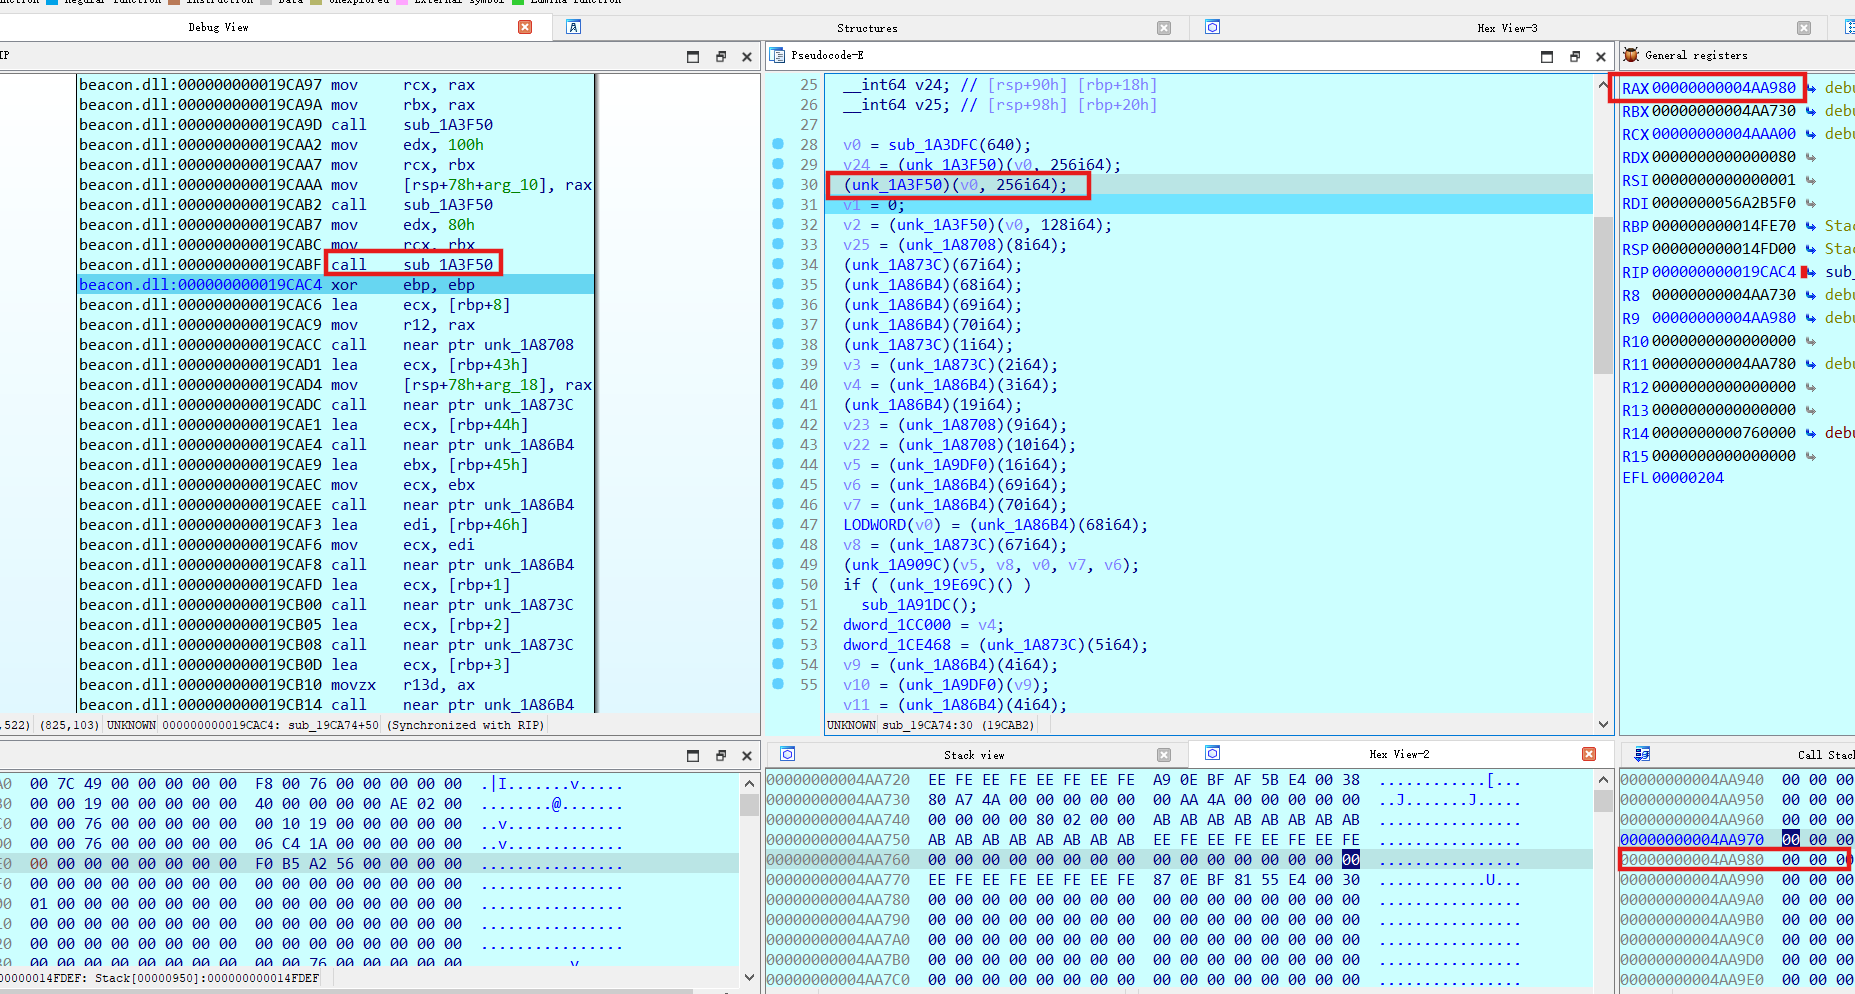 Regular function Instruction Data Unexplored External symbol Lumina function
Debug View
Structures
Hex View-3
IP
Pseudocode-E
General registers
beacon.dll:000000000019CA97 mov rcx, rax
beacon.dll:000000000019CA9A mov rbx, rax
beacon.dll:000000000019CA9D call sub_1A3F50
beacon.dll:000000000019CAA2 mov edx, 100h
beacon.dll:000000000019CAA7 mov rcx, rbx
beacon.dll:000000000019CAAA mov [rsp+78h+arg_10], rax
beacon.dll:000000000019CAB2 call sub_1A3F50
beacon.dll:000000000019CAB7 mov edx, 80h
beacon.dll:000000000019CABC mov rcx, rbx
beacon.dll:000000000019CABF call sub_1A3F50
beacon.dll:000000000019CAC4 xor ebp, ebp
beacon.dll:000000000019CAC6 lea ecx, [rbp+8]
beacon.dll:000000000019CAC9 mov r12, rax
beacon.dll:000000000019CACC call near ptr unk_1A8708
beacon.dll:000000000019CAD1 lea ecx, [rbp+43h]
beacon.dll:000000000019CAD4 mov [rsp+78h+arg_18], rax
beacon.dll:000000000019CADC call near ptr unk_1A873C
beacon.dll:000000000019CAE1 lea ecx, [rbp+44h]
beacon.dll:000000000019CAE4 call near ptr unk_1A86B4
beacon.dll:000000000019CAE9 lea ebx, [rbp+45h]
beacon.dll:000000000019CAEC mov ecx, ebx
beacon.dll:000000000019CAEE call near ptr unk_1A86B4
beacon.dll:000000000019CAF3 lea edi, [rbp+46h]
beacon.dll:000000000019CAF6 mov ecx, edi
beacon.dll:000000000019CAF8 call near ptr unk_1A86B4
beacon.dll:000000000019CAFD lea ecx, [rbp+1]
beacon.dll:000000000019CB00 call near ptr unk_1A873C
beacon.dll:000000000019CB05 lea ecx, [rbp+2]
beacon.dll:000000000019CB08 call near ptr unk_1A873C
beacon.dll:000000000019CB0D lea ecx, [rbp+3]
beacon.dll:000000000019CB10 movzx r13d, ax
beacon.dll:000000000019CB14 call near ptr unk_1A86B4
,522) (825,103) UNKNOWN 000000000019CAC4: sub_19CA74+50 (Synchronized with RIP)
25 __int64 v24; // [rsp+90h] [rbp+18h]
26 __int64 v25; // [rsp+98h] [rbp+20h]
27
28 v0 = sub_1A3DFC(640);
29 v24 = (unk_1A3F50)(v0, 256i64);
30 (unk_1A3F50)(v0, 256i64);
31 v1 = 0;
32 v2 = (unk_1A3F50)(v0, 128i64);
33 v25 = (unk_1A8708)(8i64);
34 (unk_1A873C)(67i64);
35 (unk_1A86B4)(68i64);
36 (unk_1A86B4)(69i64);
37 (unk_1A86B4)(70i64);
38 (unk_1A873C)(1i64);
39 v3 = (unk_1A873C)(2i64);
40 v4 = (unk_1A86B4)(3i64);
41 (unk_1A86B4)(19i64);
42 v23 = (unk_1A8708)(9i64);
43 v22 = (unk_1A8708)(10i64);
44 v5 = (unk_1A9DF0)(16i64);
45 v6 = (unk_1A86B4)(69i64);
46 v7 = (unk_1A86B4)(70i64);
47 LODWORD(v0) = (unk_1A86B4)(68i64);
48 v8 = (unk_1A873C)(67i64);
49 (unk_1A909C)(v5, v8, v0, v7, v6);
50 if ( (unk_19E69C)() )
51 sub_1A91DC();
52 dword_1CC000 = v4;
53 dword_1CE468 = (unk_1A873C)(5i64);
54 v9 = (unk_1A86B4)(4i64);
55 v10 = (unk_1A9DF0)(v9);
v11 = (unk_1A86B4)(4i64);
UNKNOWN sub_19CA74:30 (19CAB2)
RAX 00000000004AA980 debu
RBX 00000000004AA730 debu
RCX 00000000004AAA00 debu
RDX 0000000000000080
RSI 0000000000000001
RDI 0000000056A2B5F0
RBP 000000000014FE70 Stac
RSP 000000000014FD00 Stac
RIP 000000000019CAC4 sub_
R8 00000000004AA730 debu
R9 00000000004AA980 debu
R10 0000000000000000
R11 00000000004AA780 debu
R12 0000000000000000
R13 0000000000000000
R14 0000000000760000 debu
R15 0000000000000000
EFL 00000204
A0 00 7C 49 00 00 00 00 00 F8 00 76 00 00 00 00 00 .|I.......v.....
B0 00 00 19 00 00 00 00 00 40 00 00 00 00 AE 02 00 ........@.......
C0 00 00 76 00 00 00 00 00 00 10 19 00 00 00 00 00 ..v.............
D0 00 00 76 00 00 00 00 00 06 C4 1A 00 00 00 00 00 ..v.............
E0 00 00 00 00 00 00 00 00 F0 B5 A2 56 00 00 00 00 ................
F0 00 00 00 00 00 00 00 00 00 00 00 00 00 00 00 00 ................
00 01 00 00 00 00 00 00 00 00 00 00 00 00 00 00 00 ................
10 00 00 00 00 00 00 00 00 00 00 00 00 00 00 00 00 ................
20 00 00 00 00 00 00 00 00 00 00 00 00 00 00 00 00 ................
00000014FDEF: Stack[00000950]:000000000014FDEF
Stack view
Hex View-2
Call Stack
00000000004AA720 EE FE EE FE EE FE EE FE A9 0E BF AF 5B E4 00 38 ............[...
00000000004AA730 80 A7 4A 00 00 00 00 00 00 AA 4A 00 00 00 00 00 ..J.......J.....
00000000004AA740 00 00 00 00 80 02 00 00 AB AB AB AB AB AB AB AB ................
00000000004AA750 AB AB AB AB AB AB AB AB EE FE EE FE EE FE EE FE ................
00000000004AA760 00 00 00 00 00 00 00 00 00 00 00 00 00 00 00 00 ................
00000000004AA770 EE FE EE FE EE FE EE FE 87 0E BF 81 55 E4 00 30 ............U...
00000000004AA780 00 00 00 00 00 00 00 00 00 00 00 00 00 00 00 00 ................
00000000004AA790 00 00 00 00 00 00 00 00 00 00 00 00 00 00 00 00 ................
00000000004AA7A0 00 00 00 00 00 00 00 00 00 00 00 00 00 00 00 00 ................
00000000004AA7B0 00 00 00 00 00 00 00 00 00 00 00 00 00 00 00 00 ................
00000000004AA7C0 00 00 00 00 00 00 00 00 00 00 00 00 00 00 00 00 ................
00000000004AA940 00 00 00
00000000004AA950 00 00 00
00000000004AA960 00 00 00
00000000004AA970 00 00 00
00000000004AA980 00 00 00
00000000004AA990 00 00 00
00000000004AA9A0 00 00 00
00000000004AA9B0 00 00 00
00000000004AA9C0 00 00 00
00000000004AA9D0 00 00 00
00000000004AA9E0 00 00 00